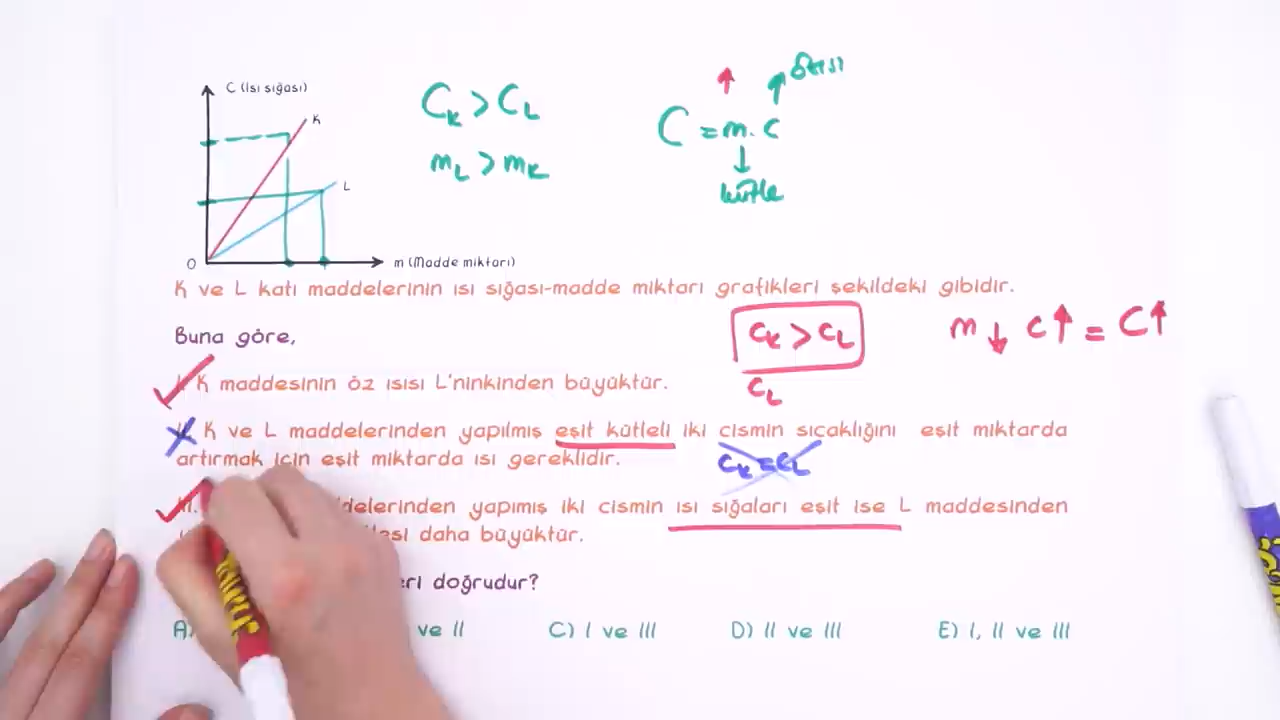 C (Isı sığası)
K
L
O
m (Madde miktarı)
CK > CL
mL > mK
C = m. c
öz ısı
kütle
K ve L katı maddelerinin ısı sığası-madde miktarı grafikleri şekildeki gibidir.
Buna göre,
cK > cL
cL
m ↓ c↑ = C↑
K maddesinin öz ısısı L'ninkinden büyüktür.
K ve L maddelerinden yapılmış eşit kütleli iki cismin sıcaklığını eşit miktarda
artırmak için eşit miktarda ısı gereklidir.
cK = cL
III. delerinden yapımış iki cismin ısı sığaları eşit ise L maddesinden
daha büyüktür.
doğrudur?
A)
ve II
C) I ve III
D) II ve III
E) I, II ve III